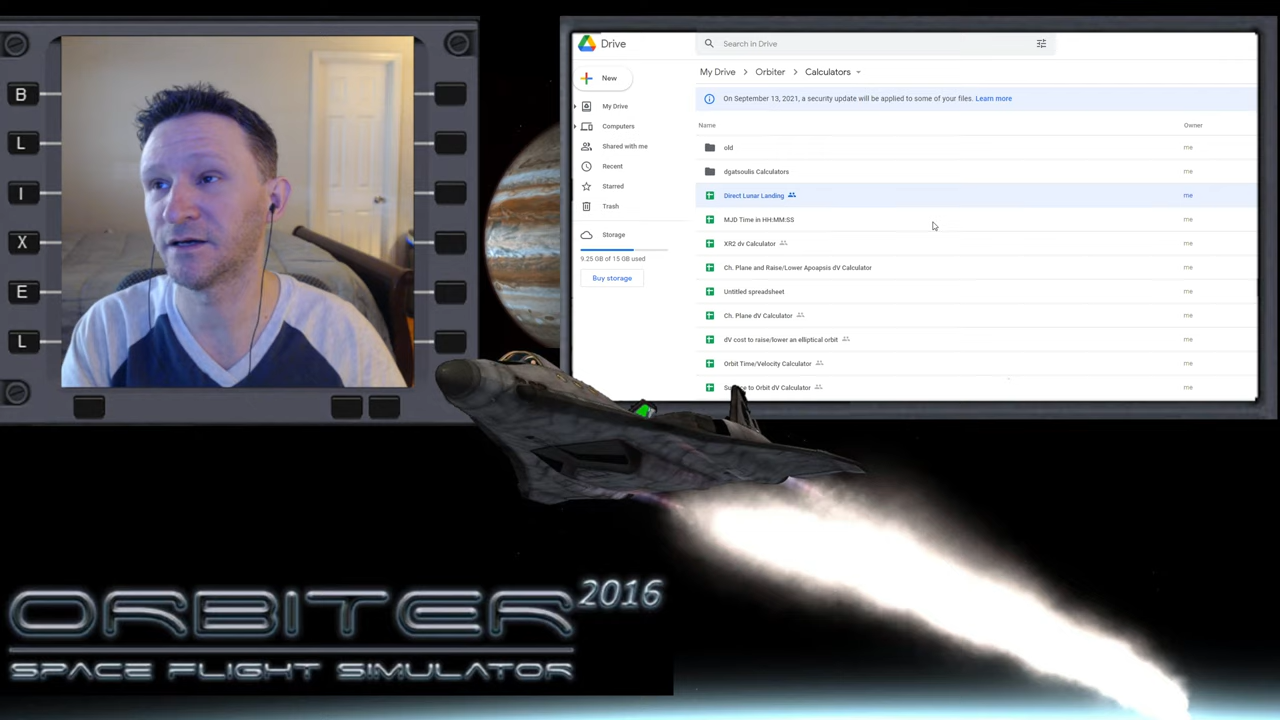 B
L
I
X
E
L
Drive
Search in Drive
New
My Drive
Computers
Shared with me
Recent
Starred
Trash
Storage
9.25 GB of 15 GB used
Buy storage
My Drive > Orbiter > Calculators
On September 13, 2021, a security update will be applied to some of your files. Learn more
Name Owner
old me
dgatsoulis Calculators me
Direct Lunar Landing me
MJD Time in HH:MM:SS me
XR2 dv Calculator me
Ch. Plane and Raise/Lower Apoapsis dV Calculator me
Untitled spreadsheet me
Ch. Plane dV Calculator me
dV cost to raise/lower an elliptical orbit me
Orbit Time/Velocity Calculator me
Surface to Orbit dV Calculator me
ORBITER 2016
SPACE FLIGHT SIMULATOR